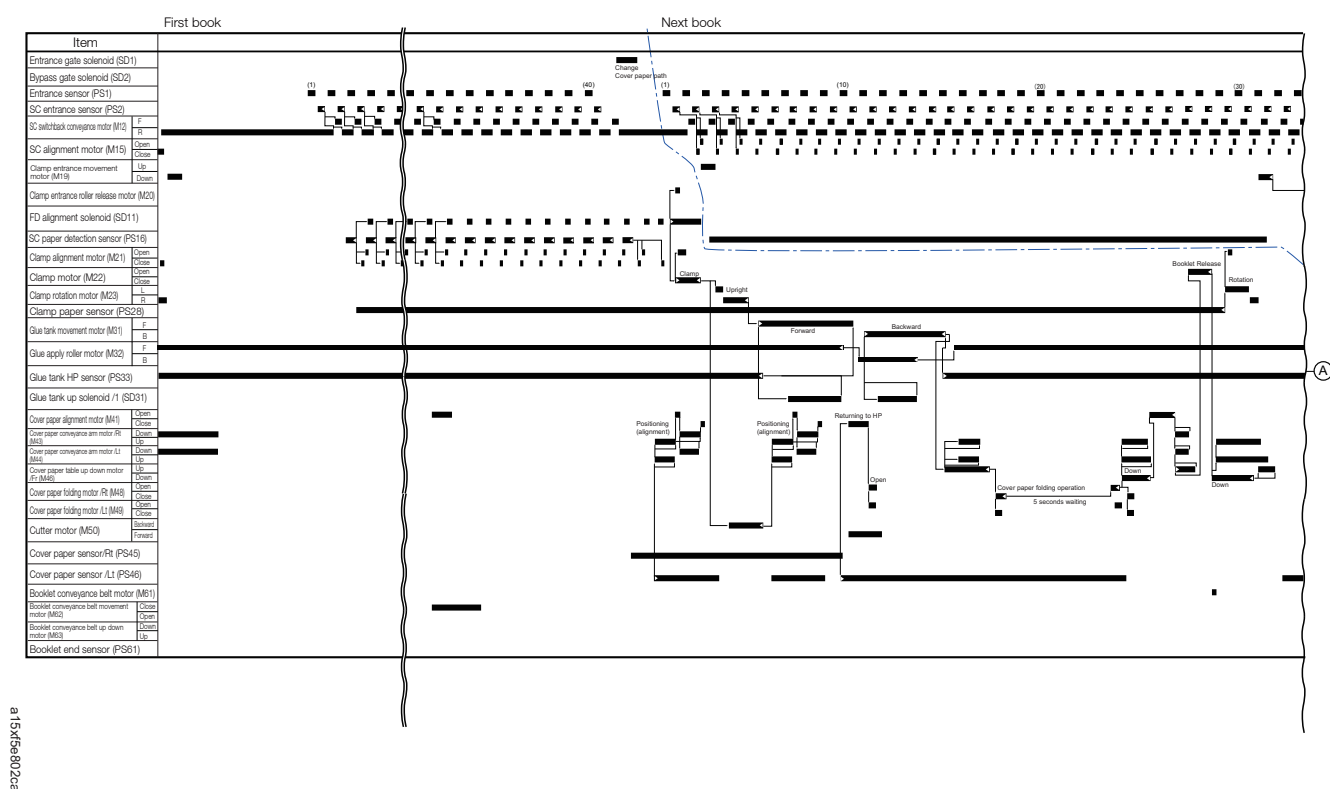 First book
Next book
Item
Entrance gate solenoid (SD1)
Change
Cover paper path
Bypass gate solenoid (SD2)
Entrance sensor (PS1)
(1)
(40)
(1)
(10)
(20)
(30)
SC entrance sensor (PS2)
SC switchback conveyance motor (M12)
F
R
SC alignment motor (M15)
Open
Close
Clamp entrance movement
motor (M19)
Up
Down
Clamp entrance roller release motor (M20)
FD alignment solenoid (SD11)
SC paper detection sensor (PS16)
Clamp alignment motor (M21)
Open
Close
Clamp motor (M22)
Open
Close
Clamp
Booklet Release
Clamp rotation motor (M23)
L
R
Upright
Rotation
Clamp paper sensor (PS28)
Glue tank movement motor (M31)
F
B
Forward
Backward
Glue apply roller motor (M32)
F
B
Glue tank HP sensor (PS33)
A
Glue tank up solenoid /1 (SD31)
Cover paper alignment motor (M41)
Open
Close
Positioning
(alignment)
Positioning
(alignment)
Returning to HP
Cover paper conveyance arm motor /Rt
(M43)
Down
Up
Cover paper conveyance arm motor /Lt
(M44)
Down
Up
Cover paper table up down motor
/Fr (M46)
Up
Down
Down
Down
Cover paper folding motor /Rt (M48)
Open
Close
Open
Cover paper folding operation
5 seconds waiting
Cover paper folding motor /Lt (M49)
Open
Close
Cutter motor (M50)
Backward
Forward
Cover paper sensor/Rt (PS45)
Cover paper sensor /Lt (PS46)
Booklet conveyance belt motor (M61)
Booklet conveyance belt movement
motor (M62)
Close
Open
Booklet conveyance belt up down
motor (M63)
Down
Up
Booklet end sensor (PS61)
a15xf5e802ca